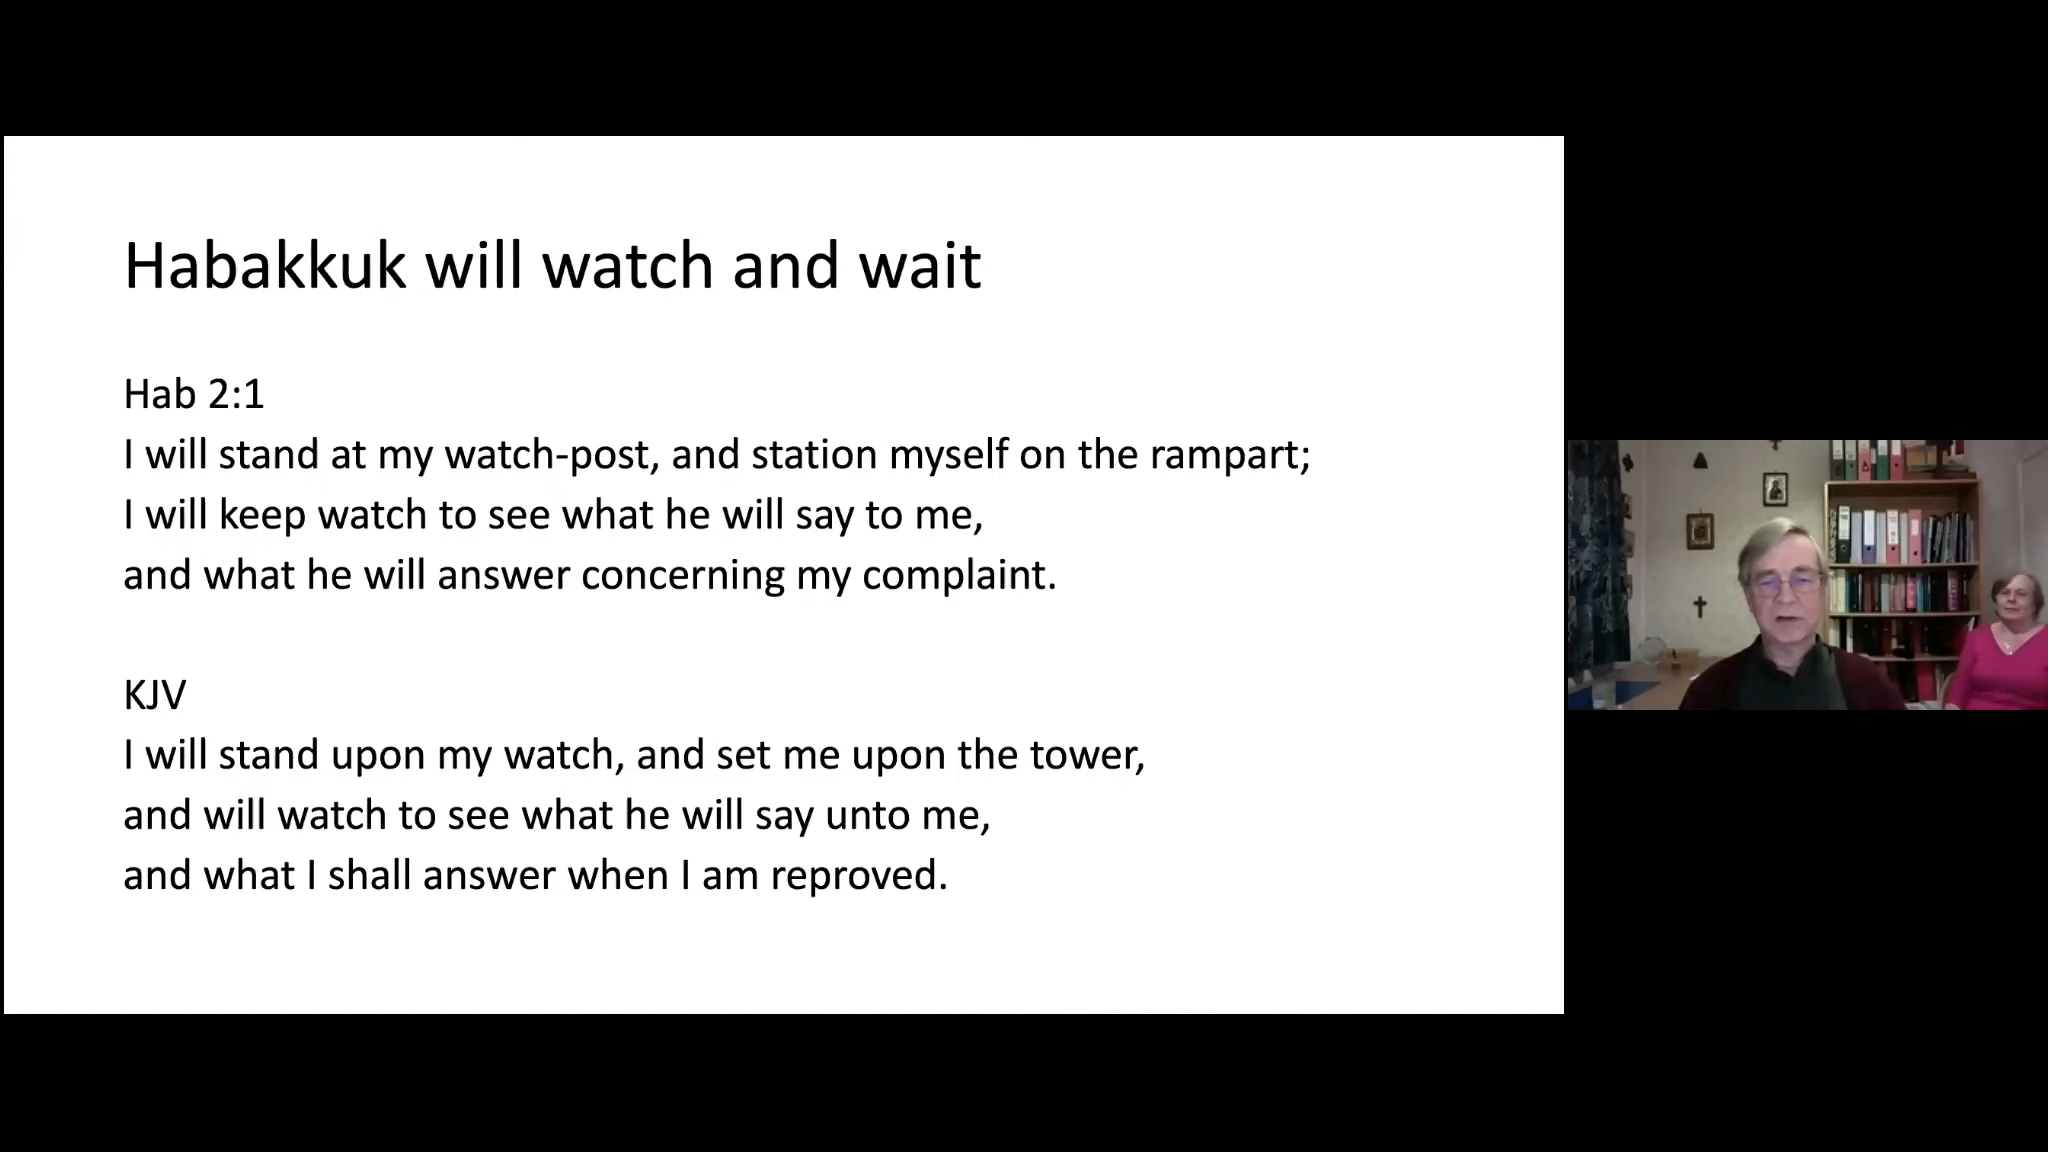 Habakkuk will watch and wait
Hab 2:1
I will stand at my watch-post, and station myself on the rampart;
I will keep watch to see what he will say to me,
and what he will answer concerning my complaint.
KJV
I will stand upon my watch, and set me upon the tower,
and will watch to see what he will say unto me,
and what I shall answer when I am reproved.